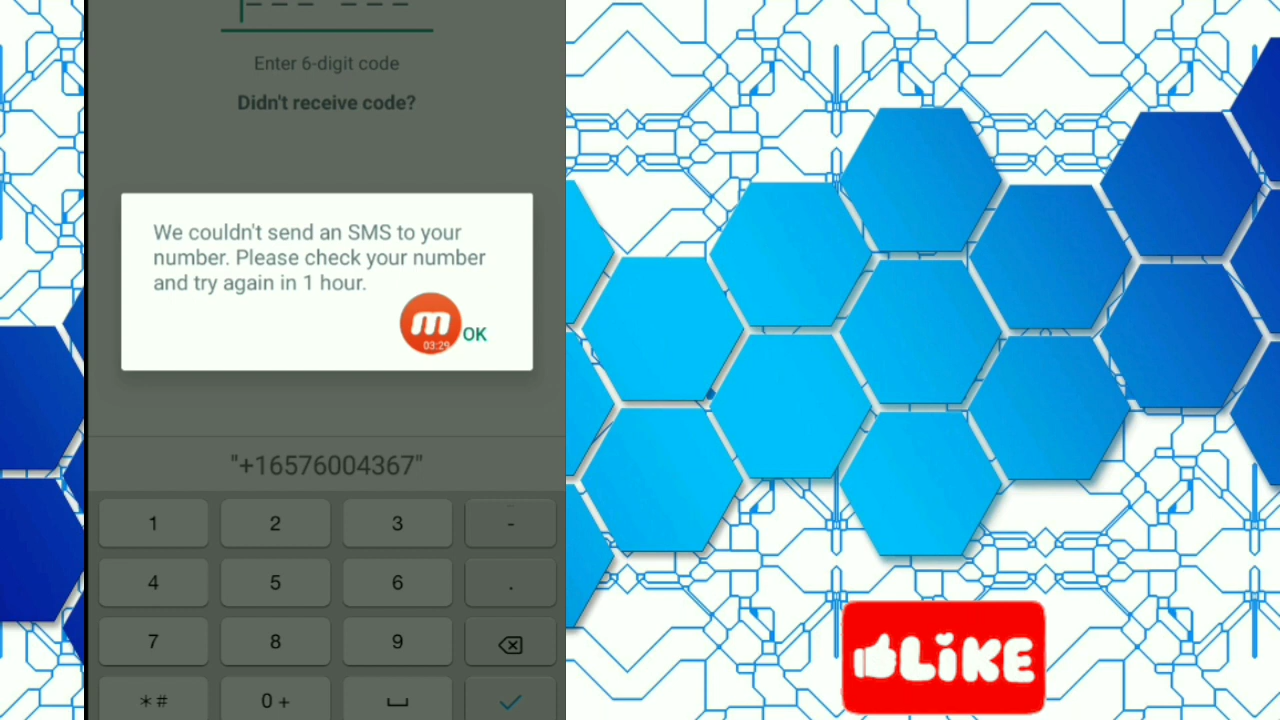 Enter 6-digit code
Didn't receive code?
We couldn't send an SMS to your
number. Please check your number
and try again in 1 hour.
m
03:29
OK
"+16576004367"
1 2 3 -
4 5 6 .
7 8 9
*# 0 +
LiKE